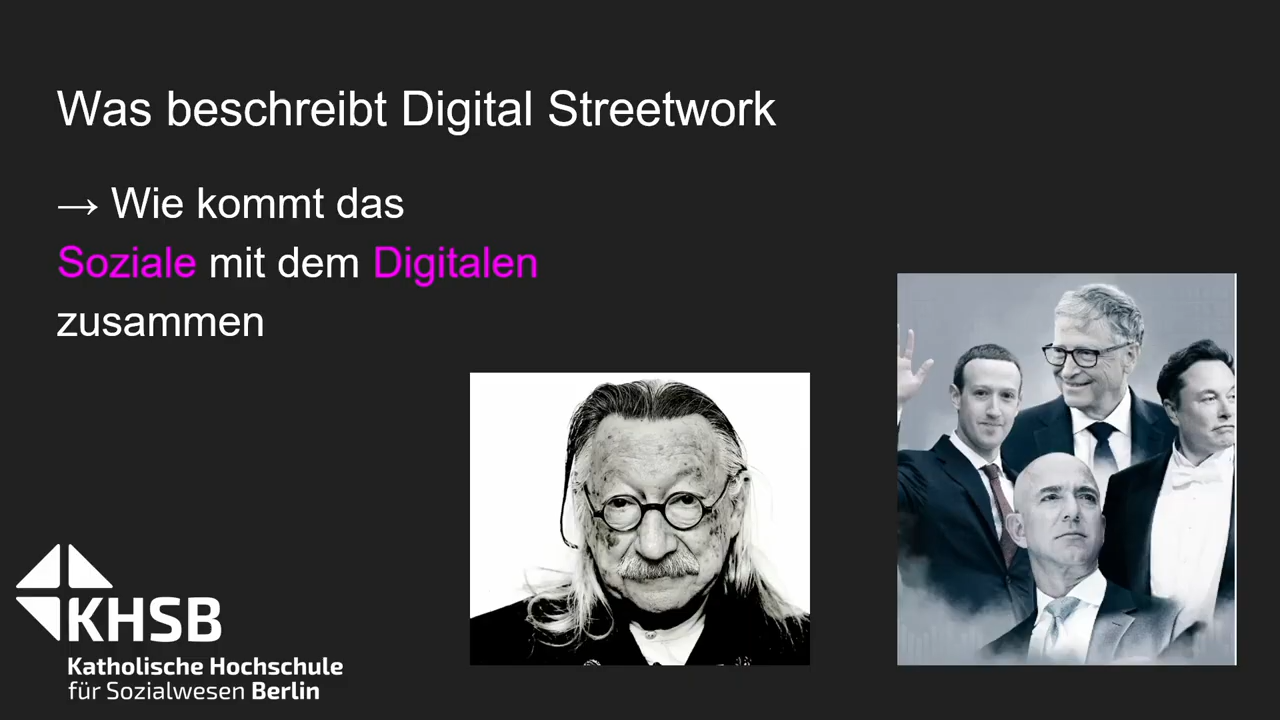 Was beschreibt Digital Streetwork
→ Wie kommt das
Soziale mit dem Digitalen
zusammen
KHSB
Katholische Hochschule
für Sozialwesen Berlin